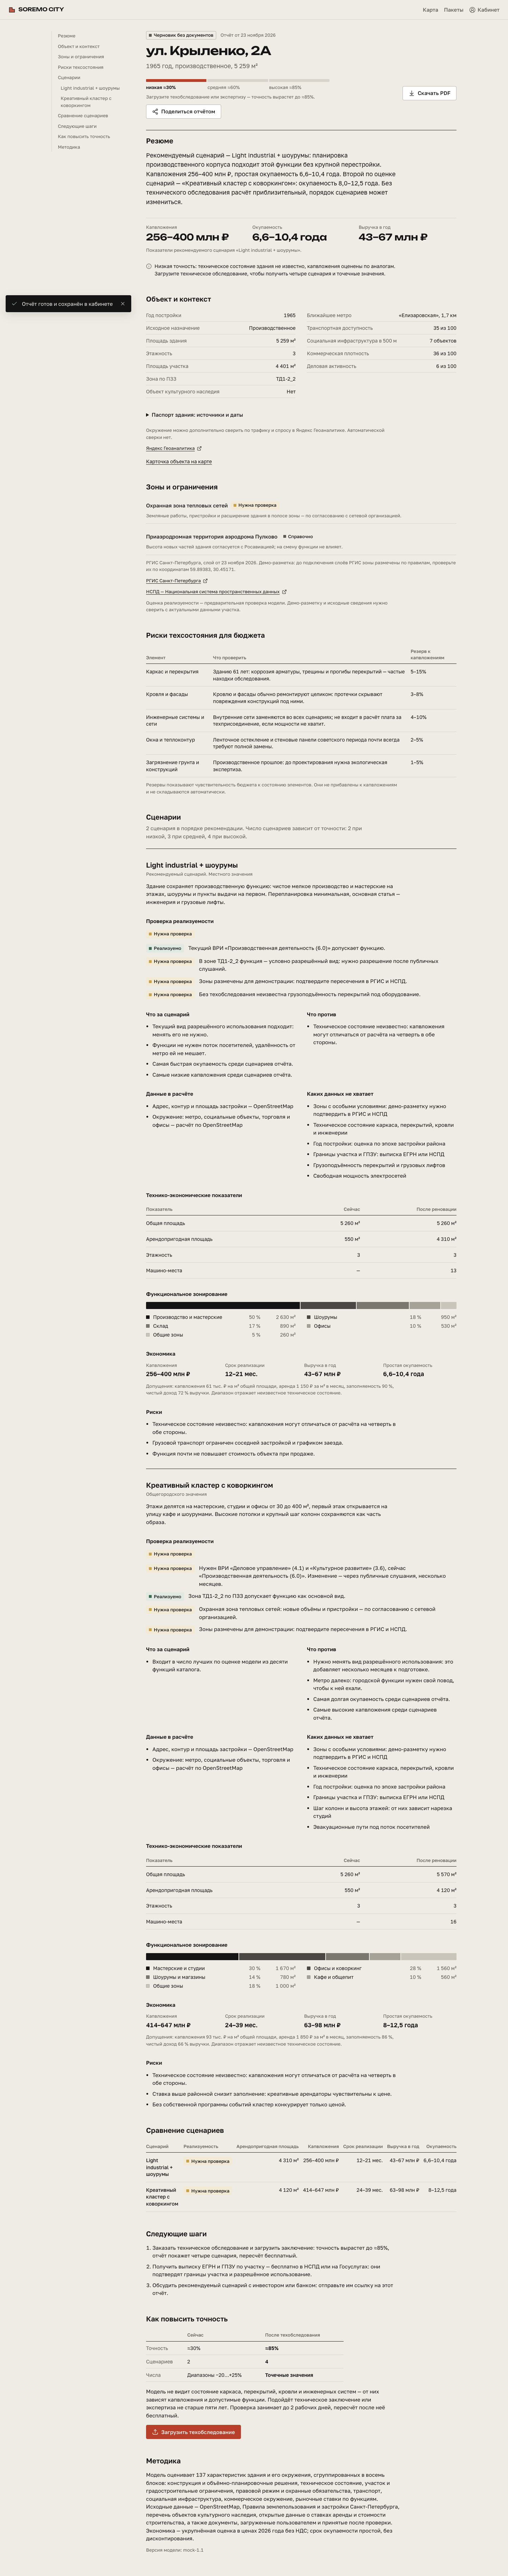 SOREMO CITY
Карта Пакеты Кабинет
Резюме
Объект и контекст
Зоны и ограничения
Риски техсостояния
Сценарии
Light industrial + шоурумы
Креативный кластер с
коворкингом
Сравнение сценариев
Следующие шаги
Как повысить точность
Методика
Черновик без документов Отчёт от 23 ноября 2026
ул. Крыленко, 2А
1965 год, производственное, 5 259 м²
низкая ≈30% средняя ≈60% высокая ≈85%
Загрузите техобследование или экспертизу — точность вырастет до ≈85%.
Скачать PDF
Поделиться отчётом
Резюме
Рекомендуемый сценарий — Light industrial + шоурумы: планировка
производственного корпуса подходит этой функции без крупной перестройки.
Капвложения 256–400 млн ₽, простая окупаемость 6,6–10,4 года. Второй по оценке
сценарий — «Креативный кластер с коворкингом»: окупаемость 8,0–12,5 года. Без
технического обследования расчёт приблизительный, порядок сценариев может
измениться.
Капвложения Окупаемость Выручка в год
256–400 млн ₽ 6,6–10,4 года 43–67 млн ₽
Показатели рекомендуемого сценария «Light industrial + шоурумы».
Низкая точность: техническое состояние здания не известно, капвложения оценены по аналогам.
Загрузите техническое обследование, чтобы получить четыре сценария и точечные значения.
Отчёт готов и сохранён в кабинете
Объект и контекст
Год постройки 1965
Исходное назначение Производственное
Площадь здания 5 259 м²
Этажность 3
Площадь участка 4 401 м²
Зона по ПЗЗ ТД1-2_2
Объект культурного наследия Нет
Ближайшее метро «Елизаровская», 1,7 км
Транспортная доступность 35 из 100
Социальная инфраструктура в 500 м 7 объектов
Коммерческая плотность 36 из 100
Деловая активность 6 из 100
Паспорт здания: источники и даты
Окружение можно дополнительно сверить по трафику и спросу в Яндекс Геоаналитике. Автоматической
сверки нет.
Яндекс Геоаналитика
Карточка объекта на карте
Зоны и ограничения
Охранная зона тепловых сетей Нужна проверка
Земляные работы, пристройки и расширение здания в полосе зоны — по согласованию с сетевой организацией.
Приаэродромная территория аэродрома Пулково Справочно
Высота новых частей здания согласуется с Росавиацией; на смену функции не влияет.
РГИС Санкт-Петербурга, слой от 23 ноября 2026. Демо-разметка: до подключения слоёв РГИС зоны размечены по правилам, проверьте
их по координатам 59.89383, 30.45171.
РГИС Санкт-Петербурга
НСПД — Национальная система пространственных данных
Оценка реализуемости — предварительная проверка модели. Демо-разметку и исходные сведения нужно
сверить с актуальными данными участка.
Риски техсостояния для бюджета
Элемент Что проверить Резерв к
капвложениям
Каркас и перекрытия Зданию 61 лет: коррозия арматуры, трещины и прогибы перекрытий — частые
находки обследования. 5–15%
Кровля и фасады Кровлю и фасады обычно ремонтируют целиком: протечки скрывают
повреждения конструкций под ними. 3–8%
Инженерные системы и
сети Внутренние сети заменяются во всех сценариях; не входит в расчёт плата за
техприсоединение, если мощности не хватит. 4–10%
Окна и теплоконтур Ленточное остекление и стеновые панели советского периода почти всегда
требуют полной замены. 2–5%
Загрязнение грунта и
конструкций Производственное прошлое: до проектирования нужна экологическая
экспертиза. 1–5%
Резервы показывают чувствительность бюджета к состоянию элементов. Они не прибавлены к капвложениям
и не складываются автоматически.
Сценарии
2 сценария в порядке рекомендации. Число сценариев зависит от точности: 2 при
низкой, 3 при средней, 4 при высокой.
Light industrial + шоурумы
Рекомендуемый сценарий. Местного значения
Здание сохраняет производственную функцию: чистое мелкое производство и мастерские на
этажах, шоурумы и пункты выдачи на первом. Перепланировка минимальная, основная статья —
инженерия и грузовые лифты.
Проверка реализуемости
Нужна проверка
Реализуемо Текущий ВРИ «Производственная деятельность (6.0)» допускает функцию.
Нужна проверка В зоне ТД1-2_2 функция — условно разрешённый вид: нужно разрешение после публичных
слушаний.
Нужна проверка Зоны размечены для демонстрации: подтвердите пересечения в РГИС и НСПД.
Нужна проверка Без техобследования неизвестна грузоподъёмность перекрытий под оборудование.
Что за сценарий
Текущий вид разрешённого использования подходит:
менять его не нужно.
Функции не нужен поток посетителей, удалённость от
метро ей не мешает.
Самая быстрая окупаемость среди сценариев отчёта.
Самые низкие капвложения среди сценариев отчёта.
Что против
Техническое состояние неизвестно: капвложения
могут отличаться от расчёта на четверть в обе
стороны.
Данные в расчёте
Адрес, контур и площадь застройки — OpenStreetMap
Окружение: метро, социальные объекты, торговля и
офисы — расчёт по OpenStreetMap
Каких данных не хватает
Зоны с особыми условиями: демо-разметку нужно
подтвердить в РГИС и НСПД
Техническое состояние каркаса, перекрытий, кровли
и инженерии
Год постройки: оценка по эпохе застройки района
Границы участка и ГПЗУ: выписка ЕГРН или НСПД
Грузоподъёмность перекрытий и грузовых лифтов
Свободная мощность электросетей
Технико-экономические показатели
Показатель Сейчас После реновации
Общая площадь 5 260 м² 5 260 м²
Арендопригодная площадь 550 м² 4 310 м²
Этажность 3 3
Машино-места — 13
Функциональное зонирование
Производство и мастерские 50 % 2 630 м²
Склад 17 % 890 м²
Общие зоны 5 % 260 м²
Шоурумы 18 % 950 м²
Офисы 10 % 530 м²
Экономика
Капвложения Срок реализации Выручка в год Простая окупаемость
256–400 млн ₽ 12–21 мес. 43–67 млн ₽ 6,6–10,4 года
Допущения: капвложения 61 тыс. ₽ на м² общей площади, аренда 1 150 ₽ за м² в месяц, заполняемость 90 %,
чистый доход 72 % выручки. Диапазон отражает неизвестное техническое состояние.
Риски
Техническое состояние неизвестно: капвложения могут отличаться от расчёта на четверть в
обе стороны.
Грузовой транспорт ограничен соседней застройкой и графиком заезда.
Функция почти не повышает стоимость объекта при продаже.
Креативный кластер с коворкингом
Общегородского значения
Этажи делятся на мастерские, студии и офисы от 30 до 400 м², первый этаж открывается на
улицу кафе и шоурумами. Высокие потолки и крупный шаг колонн сохраняются как часть
образа.
Проверка реализуемости
Нужна проверка
Нужна проверка Нужен ВРИ «Деловое управление» (4.1) и «Культурное развитие» (3.6), сейчас
«Производственная деятельность (6.0)». Изменение — через публичные слушания, несколько
месяцев.
Реализуемо Зона ТД1-2_2 по ПЗЗ допускает функцию как основной вид.
Нужна проверка Охранная зона тепловых сетей: новые объёмы и пристройки — по согласованию с сетевой
организацией.
Нужна проверка Зоны размечены для демонстрации: подтвердите пересечения в РГИС и НСПД.
Что за сценарий
Входит в число лучших по оценке модели из десяти
функций каталога.
Что против
Нужно менять вид разрешённого использования: это
добавляет несколько месяцев к подготовке.
Метро далеко: городской функции нужен свой повод,
чтобы к ней ехали.
Самая долгая окупаемость среди сценариев отчёта.
Самые высокие капвложения среди сценариев
отчёта.
Данные в расчёте
Адрес, контур и площадь застройки — OpenStreetMap
Окружение: метро, социальные объекты, торговля и
офисы — расчёт по OpenStreetMap
Каких данных не хватает
Зоны с особыми условиями: демо-разметку нужно
подтвердить в РГИС и НСПД
Техническое состояние каркаса, перекрытий, кровли
и инженерии
Год постройки: оценка по эпохе застройки района
Границы участка и ГПЗУ: выписка ЕГРН или НСПД
Шаг колонн и высота этажей: от них зависит нарезка
студий
Эвакуационные пути под поток посетителей
Технико-экономические показатели
Показатель Сейчас После реновации
Общая площадь 5 260 м² 5 570 м²
Арендопригодная площадь 550 м² 4 120 м²
Этажность 3 3
Машино-места — 16
Функциональное зонирование
Мастерские и студии 30 % 1 670 м²
Шоурумы и магазины 14 % 780 м²
Общие зоны 18 % 1 000 м²
Офисы и коворкинг 28 % 1 560 м²
Кафе и общепит 10 % 560 м²
Экономика
Капвложения Срок реализации Выручка в год Простая окупаемость
414–647 млн ₽ 24–39 мес. 63–98 млн ₽ 8–12,5 года
Допущения: капвложения 93 тыс. ₽ на м² общей площади, аренда 1 850 ₽ за м² в месяц, заполняемость 86 %,
чистый доход 66 % выручки. Диапазон отражает неизвестное техническое состояние.
Риски
Техническое состояние неизвестно: капвложения могут отличаться от расчёта на четверть в
обе стороны.
Ставка выше районной снизит заполнение: креативные арендаторы чувствительны к цене.
Без собственной программы событий кластер конкурирует только ценой.
Сравнение сценариев
Сценарий Реализуемость Арендопригодная площадь Капвложения Срок реализации Выручка в год Окупаемость
Light
industrial +
шоурумы Нужна проверка 4 310 м² 256–400 млн ₽ 12–21 мес. 43–67 млн ₽ 6,6–10,4 года
Креативный
кластер с
коворкингом Нужна проверка 4 120 м² 414–647 млн ₽ 24–39 мес. 63–98 млн ₽ 8–12,5 года
Следующие шаги
1. Заказать техническое обследование и загрузить заключение: точность вырастет до ≈85%,
отчёт покажет четыре сценария, пересчёт бесплатный.
2. Получить выписку ЕГРН и ГПЗУ по участку — бесплатно в НСПД или на Госуслугах: они
подтвердят границы участка и разрешённое использование.
3. Обсудить рекомендуемый сценарий с инвестором или банком: отправьте им ссылку на этот
отчёт.
Как повысить точность
Сейчас После техобследования
Точность ≈30% ≈85%
Сценариев 2 4
Числа Диапазоны −20…+25% Точечные значения
Модель не видит состояние каркаса, перекрытий, кровли и инженерных систем — от них
зависят капвложения и допустимые функции. Подойдёт техническое заключение или
экспертиза не старше пяти лет. Проверка занимает до 2 рабочих дней, пересчёт после неё
бесплатный.
Загрузить техобследование
Методика
Модель оценивает 137 характеристик здания и его окружения, сгруппированных в восемь
блоков: конструкция и объёмно-планировочные решения, техническое состояние, участок и
градостроительные ограничения, правовой режим и охранные обязательства, транспорт,
социальная инфраструктура, коммерческое окружение, рыночные ставки по функциям.
Исходные данные — OpenStreetMap, Правила землепользования и застройки Санкт-Петербурга,
перечень объектов культурного наследия, открытые данные о ставках аренды и стоимости
строительства, а также документы, загруженные пользователем и принятые после проверки.
Экономика — укрупнённая оценка в ценах 2026 года без НДС; срок окупаемости простой, без
дисконтирования.
Версия модели: mock-1.1